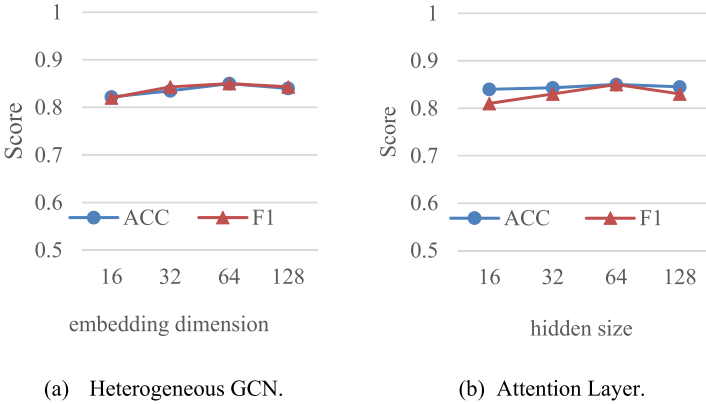 1
0.9
0.8
0.7
0.6
0.5
Score
ACC F1
16 32 64 128
embedding dimension
(a) Heterogeneous GCN.
1
0.9
0.8
0.7
0.6
0.5
Score
ACC F1
16 32 64 128
hidden size
(b) Attention Layer.